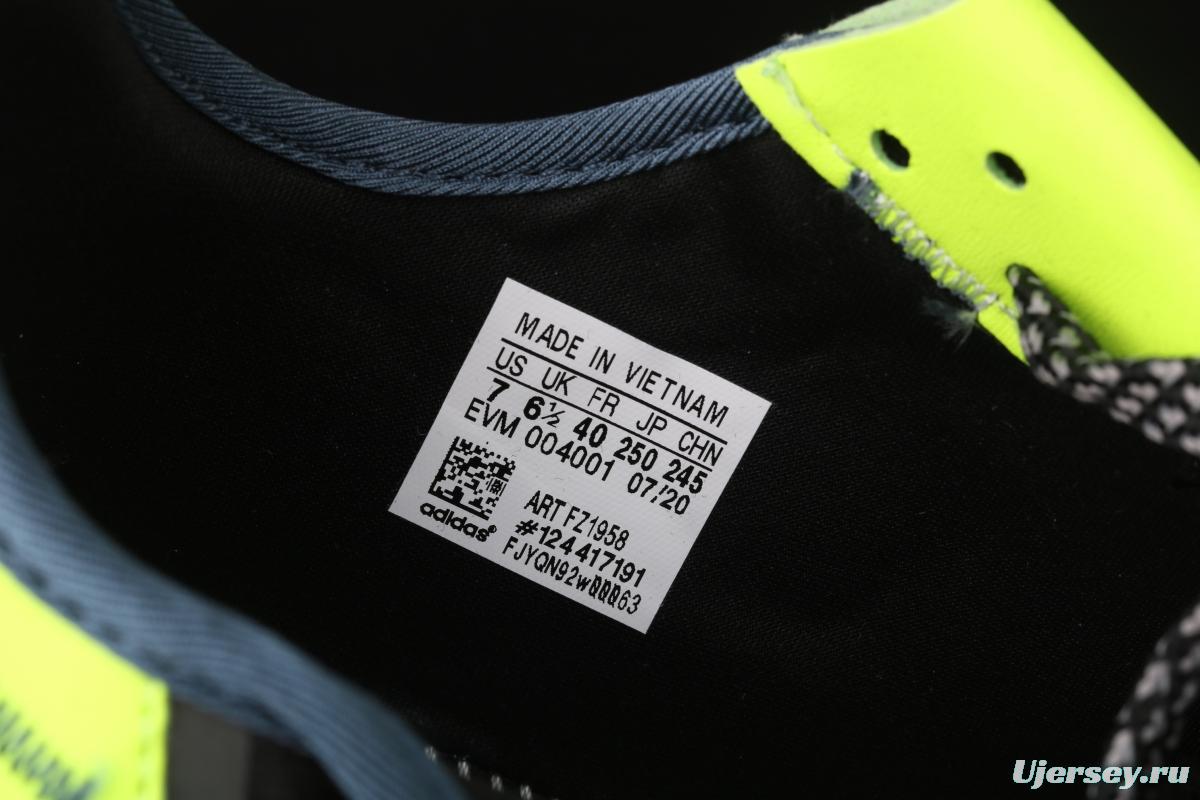 MADE IN VIETNAM
US UK FR JP CHN
7 6½ 40 250 245
EVM 004001 07/20
ART FZ1958
#124417191
adidas®
Ujersey.ru